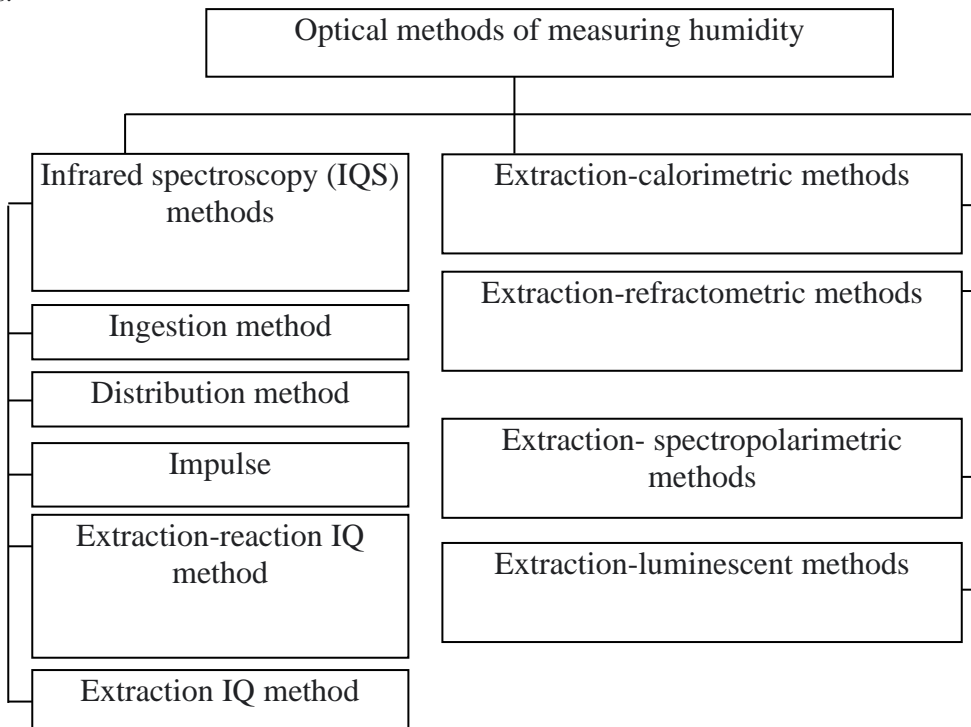 Optical methods of measuring humidity
Infrared spectroscopy (IQS)
methods
Ingestion method
Distribution method
Impulse
Extraction-reaction IQ
method
Extraction IQ method
Extraction-calorimetric methods
Extraction-refractometric methods
Extraction- spectropolarimetric
methods
Extraction-luminescent methods